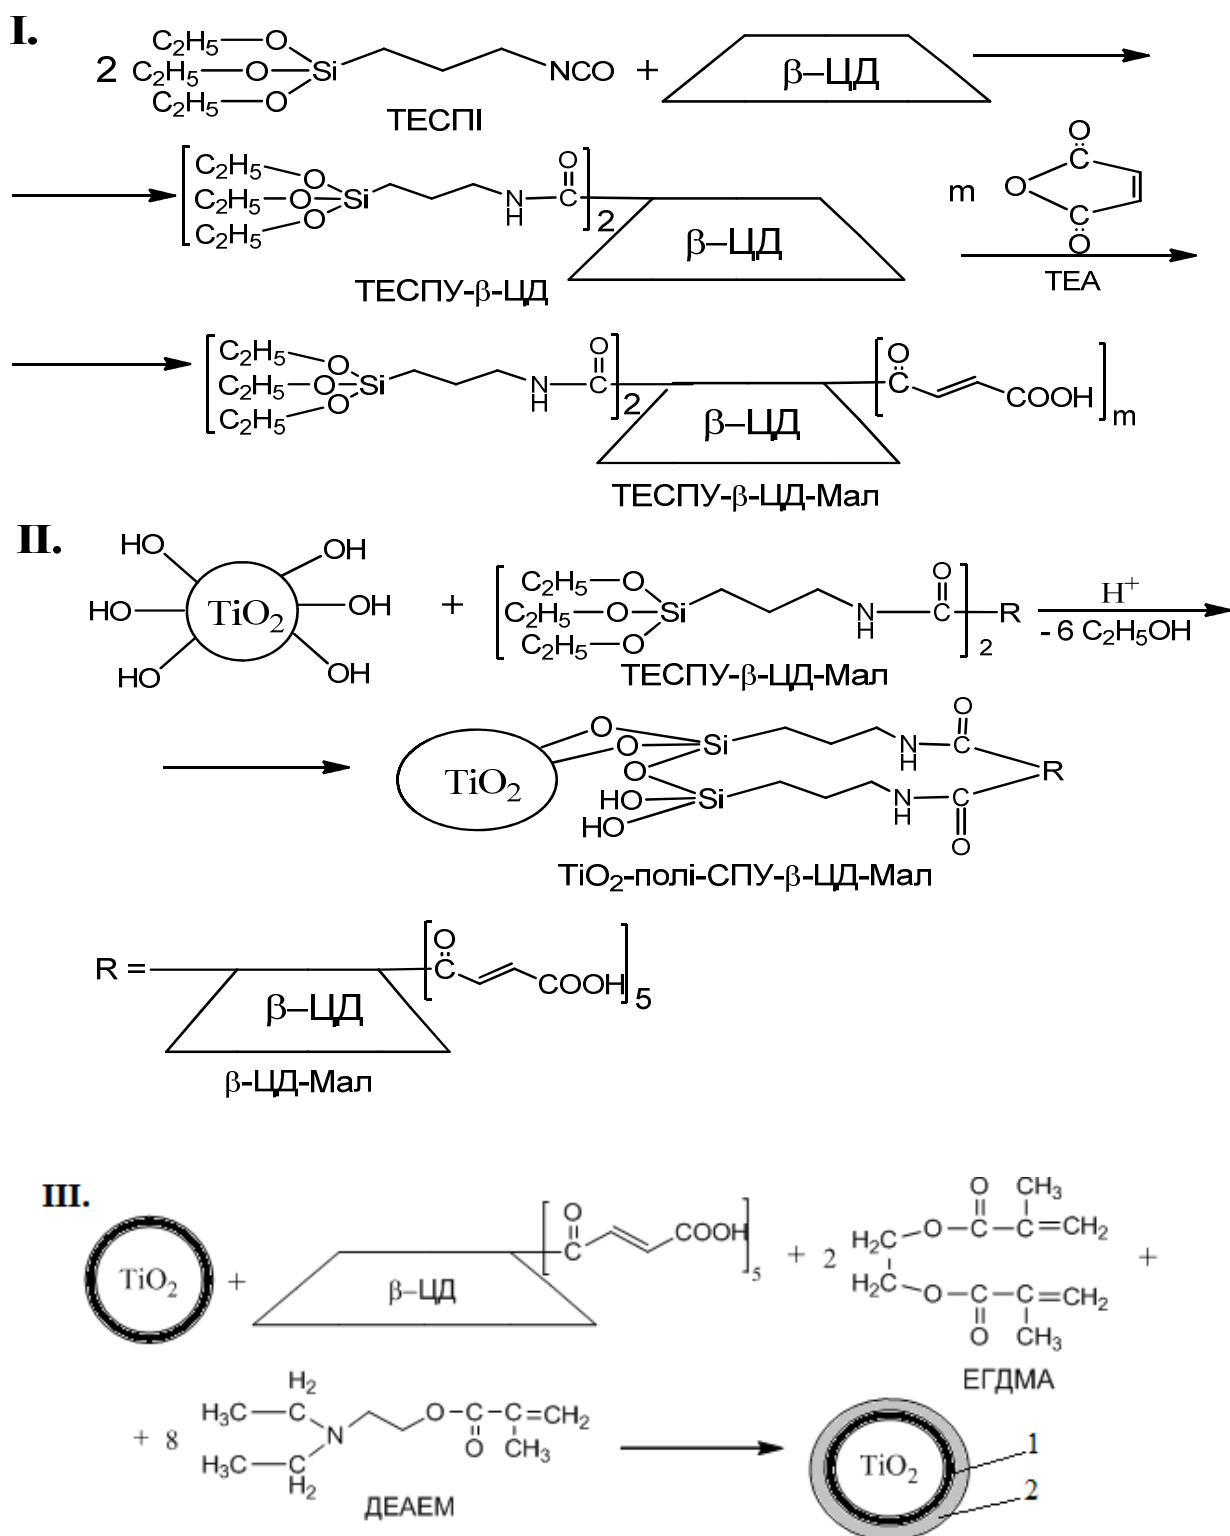 I.
2 C₂H₅—O C₂H₅—O—Si C₂H₅—O NCO + β–ЦД
ТЕСПІ
[C₂H₅ O C₂H₅ O Si C₂H₅ O N H O C]₂ β–ЦД m O C O C O
ТЕСПУ-β-ЦД TEA
[C₂H₅ O C₂H₅ O Si C₂H₅ O N H O C]₂ β–ЦД [O C COOH]m
ТЕСПУ-β-ЦД-Мал
II.
HO OH HO TiO₂ OH HO OH + [C₂H₅—O C₂H₅—O—Si C₂H₅—O N H O C]₂ R H⁺
- 6 C₂H₅OH
ТЕСПУ-β-ЦД-Мал
TiO₂ O O Si N H C O R
O HO HO Si N H C O
TiO₂-полі-СПУ-β-ЦД-Мал
R = β–ЦД [O C COOH]₅
β-ЦД-Мал
III.
TiO₂ + β–ЦД [O C COOH]₅ + 2 H₂C O C O CH₃ C CH₂ H₂C O C O C CH₂ CH₃ +
ЕГДМА
+ 8 H₃C C H₂ H₃C C H₂ N O C O C CH₂ CH₃ TiO₂ 1
2
ДЕАЕМ